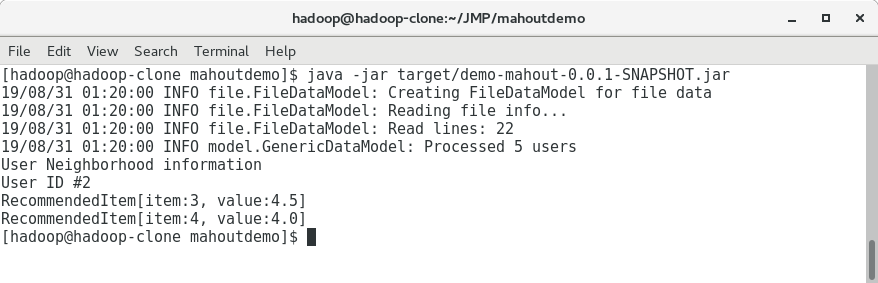 hadoop@hadoop-clone:~/JMP/mahoutdemo
File Edit View Search Terminal Help
[hadoop@hadoop-clone mahoutdemo]$ java -jar target/demo-mahout-0.0.1-SNAPSHOT.jar
19/08/31 01:20:00 INFO file.FileDataModel: Creating FileDataModel for file data
19/08/31 01:20:00 INFO file.FileDataModel: Reading file info...
19/08/31 01:20:00 INFO file.FileDataModel: Read lines: 22
19/08/31 01:20:00 INFO model.GenericDataModel: Processed 5 users
User Neighborhood information
User ID #2
RecommendedItem[item:3, value:4.5]
RecommendedItem[item:4, value:4.0]
[hadoop@hadoop-clone mahoutdemo]$